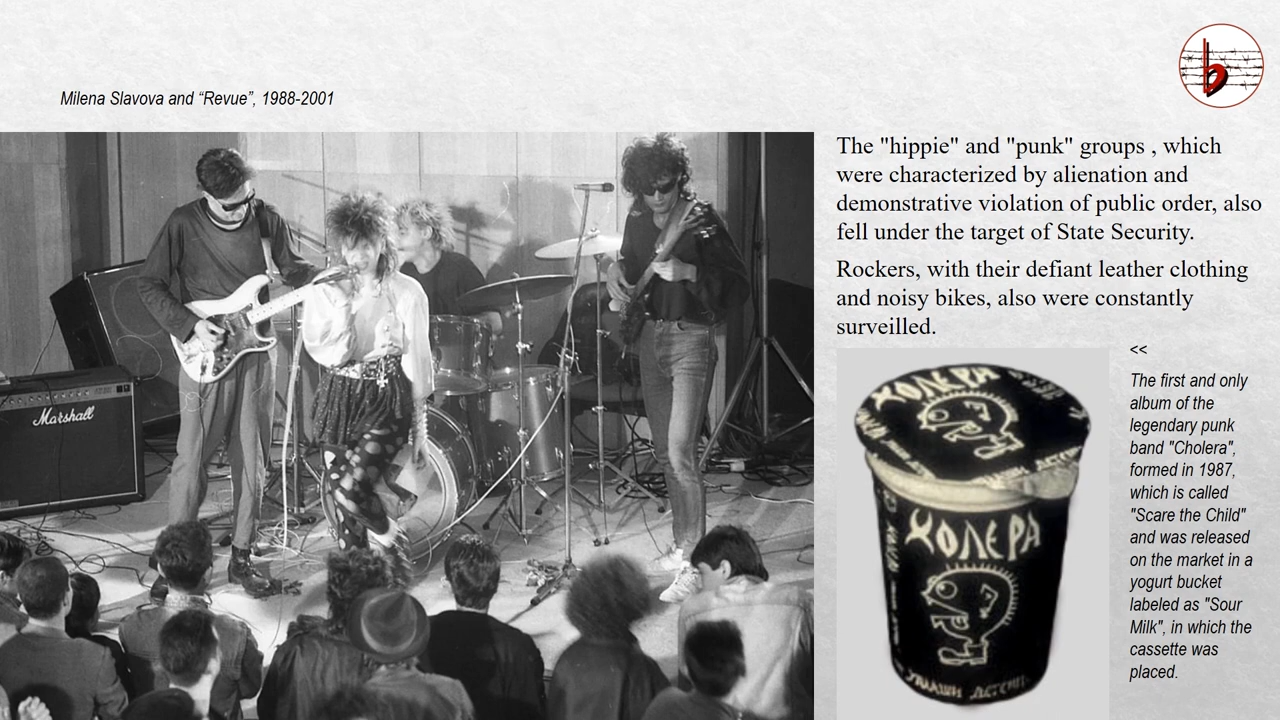 Milena Slavova and “Revue”, 1988-2001
The "hippie" and "punk" groups , which
were characterized by alienation and
demonstrative violation of public order, also
fell under the target of State Security.
Rockers, with their defiant leather clothing
and noisy bikes, also were constantly
surveilled.
Marshall
<<
The first and only
album of the
legendary punk
band "Cholera",
formed in 1987,
which is called
"Scare the Child"
and was released
on the market in a
yogurt bucket
labeled as "Sour
Milk", in which the
cassette was
placed.
ХОЛЕРА
ХОЛЕРА